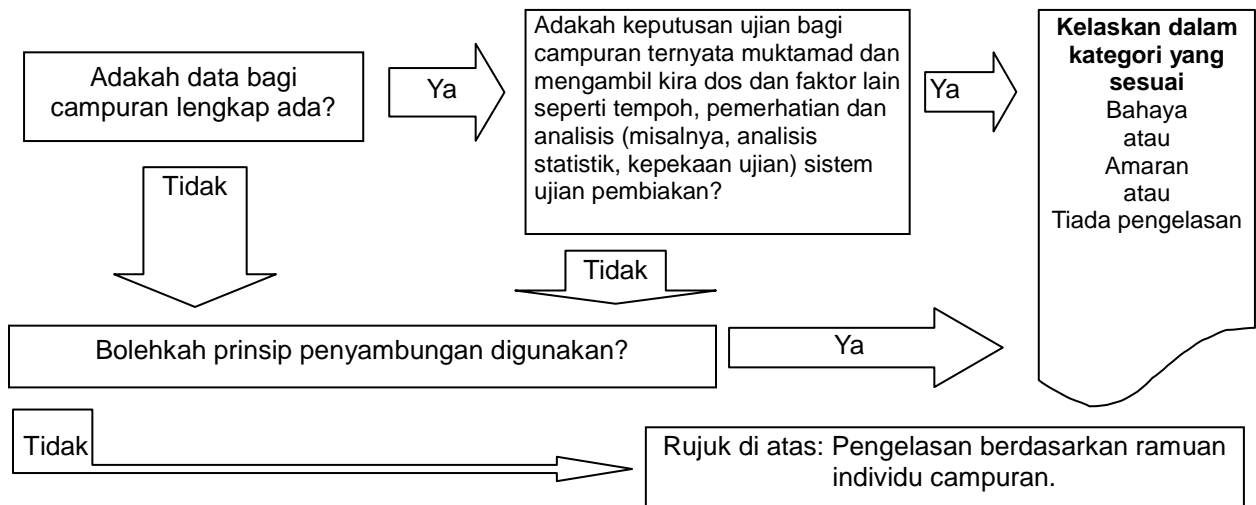 Adakah data bagi
campuran lengkap ada?
Ya
Adakah keputusan ujian bagi
campuran ternyata muktamad dan
mengambil kira dos dan faktor lain
seperti tempoh, pemerhatian dan
analisis (misalnya, analisis
statistik, kepekaan ujian) sistem
ujian pembiakan?
Ya
Kelaskan dalam
kategori yang
sesuai
Bahaya
atau
Amaran
atau
Tiada pengelasan
Tidak
Tidak
Bolehkah prinsip penyambungan digunakan?
Ya
Tidak
Rujuk di atas: Pengelasan berdasarkan ramuan
individu campuran.